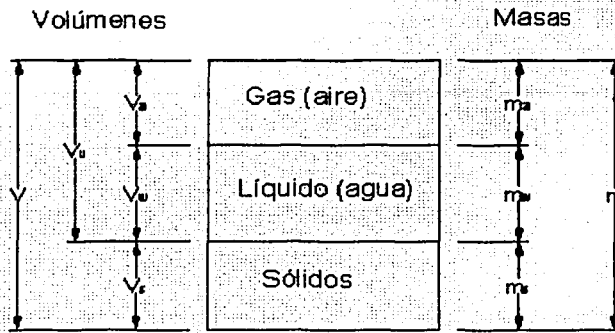 Volúmenes Masas
Gas (aire)
Líquido (agua)
Sólidos
V
V
V
V
V
m
m
m